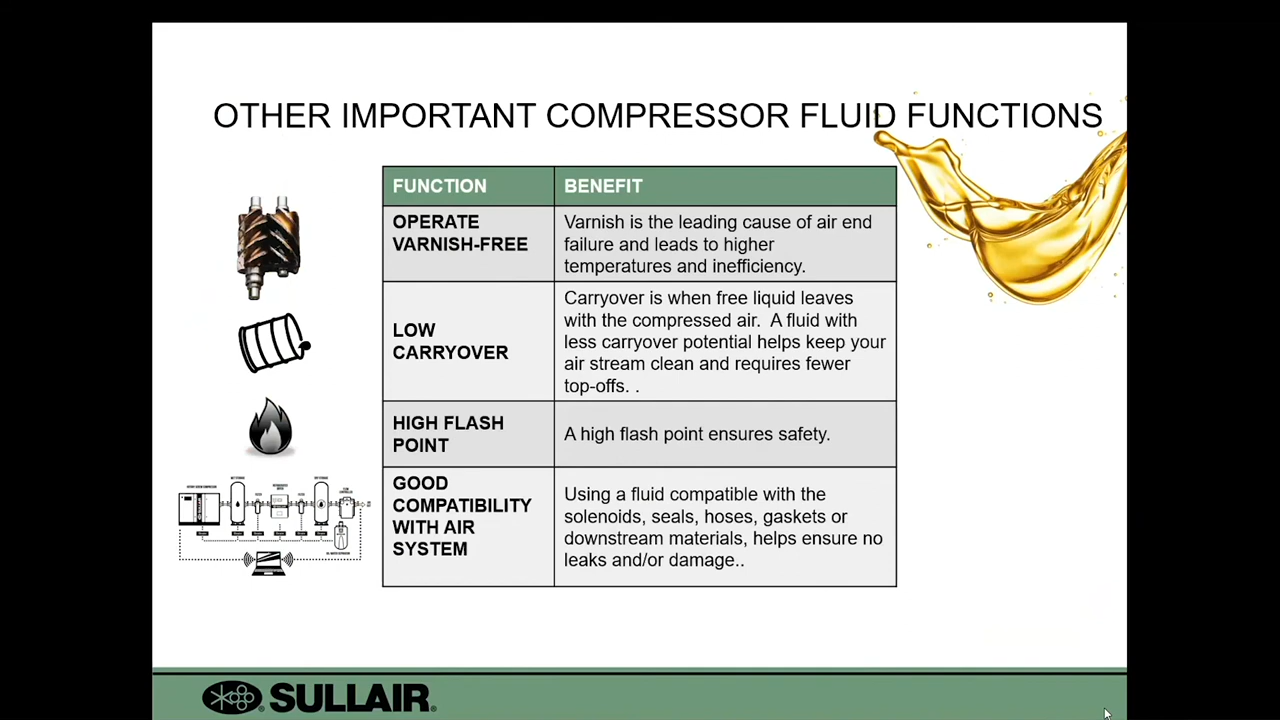 OTHER IMPORTANT COMPRESSOR FLUID FUNCTIONS
FUNCTION
BENEFIT
OPERATE
VARNISH-FREE
Varnish is the leading cause of air end
failure and leads to higher
temperatures and inefficiency.
LOW
CARRYOVER
Carryover is when free liquid leaves
with the compressed air.  A fluid with
less carryover potential helps keep your
air stream clean and requires fewer
top-offs. .
HIGH FLASH
POINT
A high flash point ensures safety.
GOOD
COMPATIBILITY
WITH AIR
SYSTEM
Using a fluid compatible with the
solenoids, seals, hoses, gaskets or
downstream materials, helps ensure no
leaks and/or damage..
SULLAIR